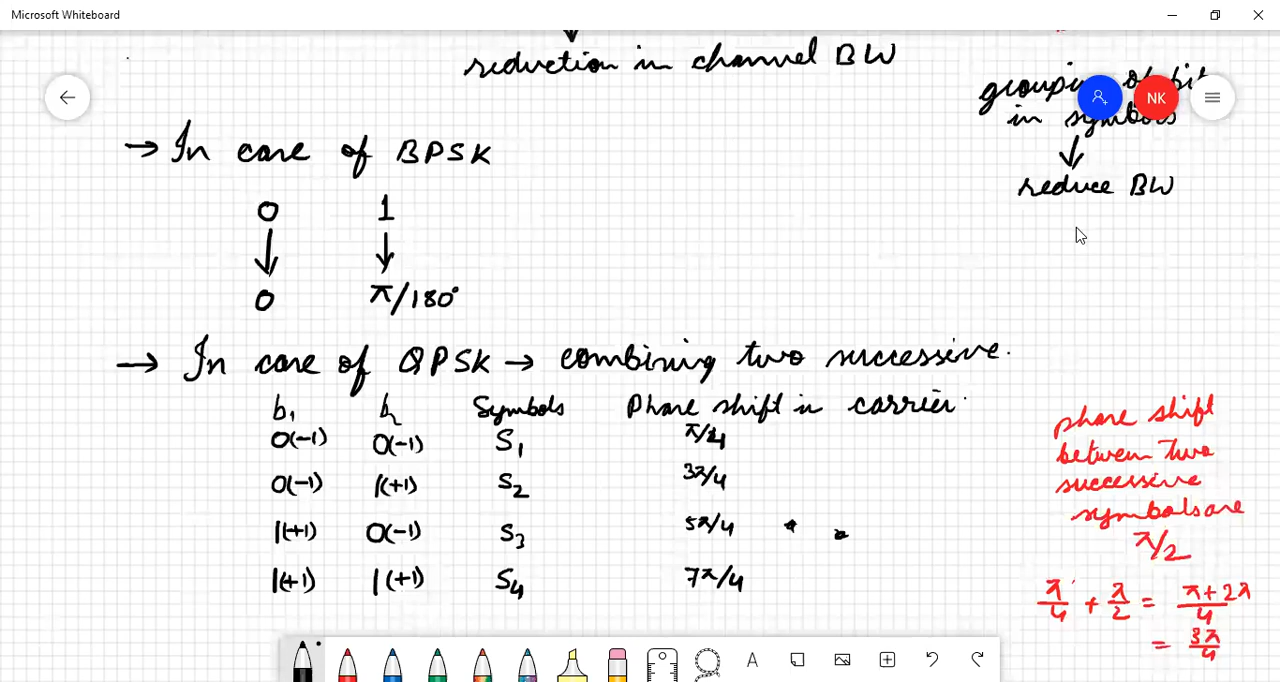 Microsoft Whiteboard
reduction in channel BW
grouping of bit
in symbols
reduce BW
NK
→ In case of BPSK
0 1
0 π/180°
→ In case of QPSK → combining two successive.
b1 b2 Symbols Phase shift in carrier.
0(-1) 0(-1) S1 π/4
0(-1) 1(+1) S2 3π/4
1(+1) 0(-1) S3 5π/4
1(+1) 1(+1) S4 7π/4
phase shift
between two
successive
symbols are
π/2
π/4 + π/2 = π+2π/4
= 3π/4
A